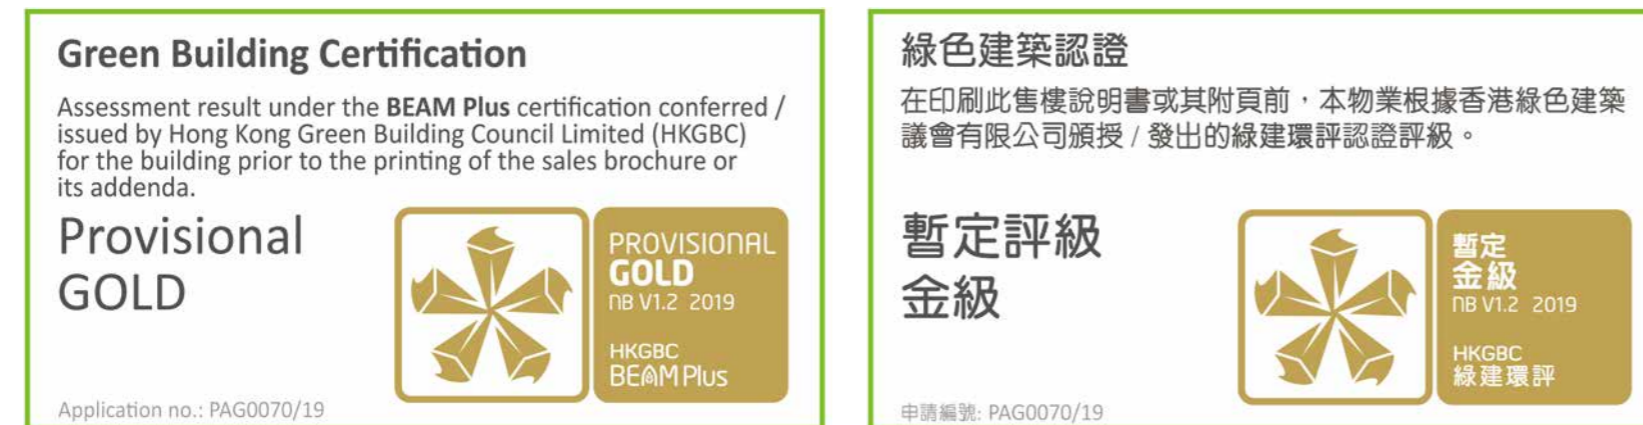 Green Building Certification
Assessment result under the BEAM Plus certification conferred /
issued by Hong Kong Green Building Council Limited (HKGBC)
for the building prior to the printing of the sales brochure or
its addenda.
Provisional
GOLD
PROVISIONAL
GOLD
NB V1.2 2019
HKGBC
BEAM Plus
Application no.: PAG0070/19
綠色建築認證
在印刷此售樓說明書或其附頁前，本物業根據香港綠色建築
議會有限公司頒授 / 發出的綠建環評認證評級。
暫定評級
金級
暫定
金級
NB V1.2 2019
HKGBC
綠建環評
申請編號: PAG0070/19